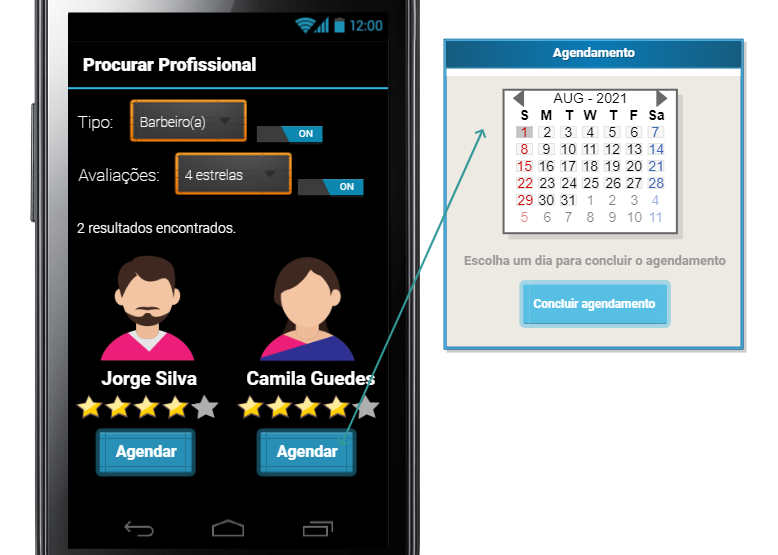 12:00
Procurar Profissional
Tipo: Barbeiro(a) ON
Avaliações: 4 estrelas ON
2 resultados encontrados.
Jorge Silva Camila Guedes
Agendar Agendar
Agendamento
AUG - 2021
S M T W T F Sa
1 2 3 4 5 6 7
8 9 10 11 12 13 14
15 16 17 18 19 20 21
22 23 24 25 26 27 28
29 30 31 1 2 3 4
5 6 7 8 9 10 11
Escolha um dia para concluir o agendamento
Concluir agendamento